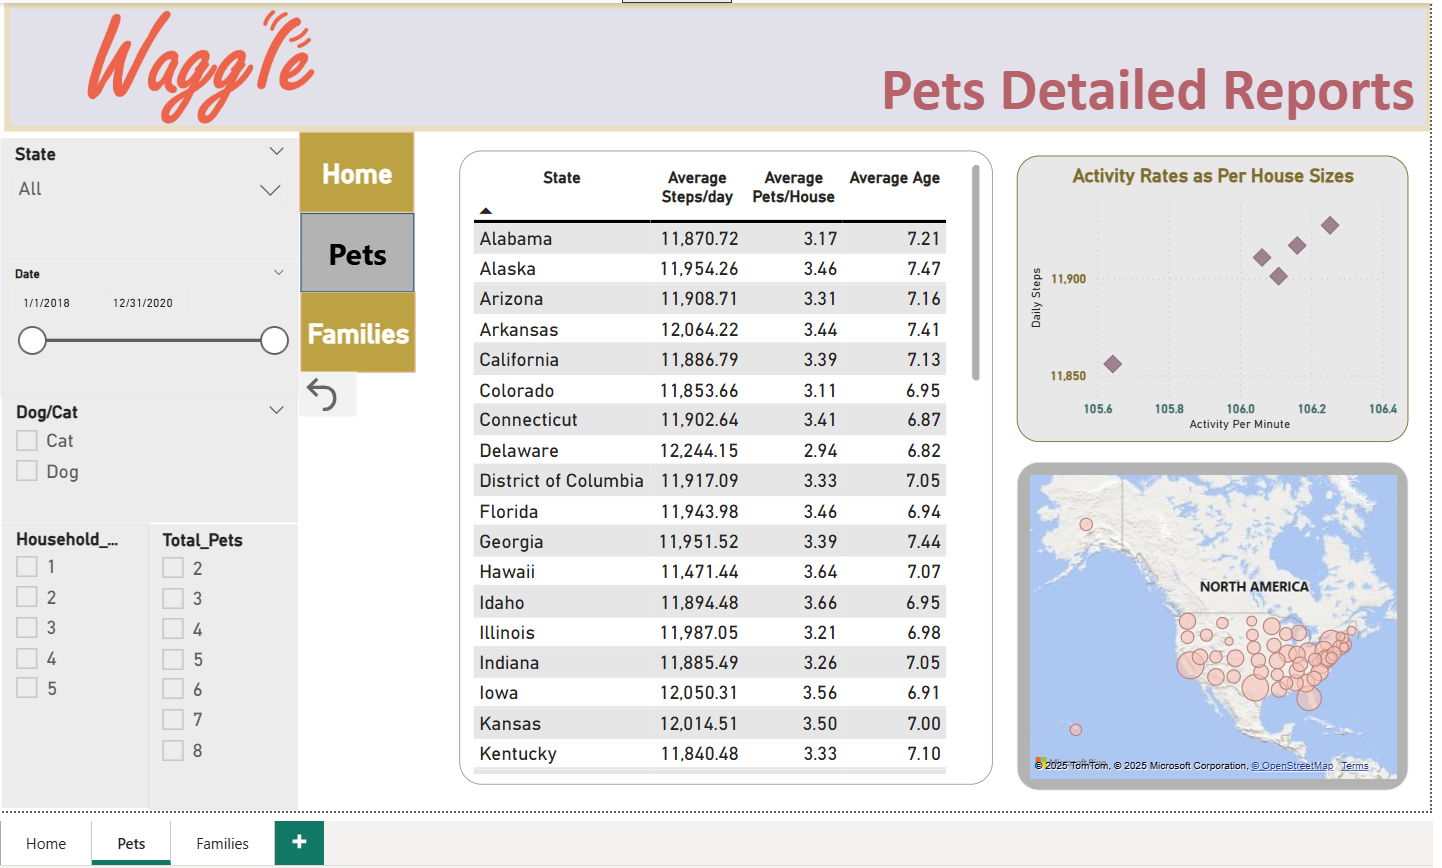 Waggle
Pets Detailed Reports
State
All
Date
1/1/2018 12/31/2020
Dog/Cat
Cat
Dog
Household_...
1
2
3
4
5
Total_Pets
2
3
4
5
6
7
8
Home
Pets
Families
State Average Steps/day Average Pets/House Average Age
Alabama 11,870.72 3.17 7.21
Alaska 11,954.26 3.46 7.47
Arizona 11,908.71 3.31 7.16
Arkansas 12,064.22 3.44 7.41
California 11,886.79 3.39 7.13
Colorado 11,853.66 3.11 6.95
Connecticut 11,902.64 3.41 6.87
Delaware 12,244.15 2.94 6.82
District of Columbia 11,917.09 3.33 7.05
Florida 11,943.98 3.46 6.94
Georgia 11,951.52 3.39 7.44
Hawaii 11,471.44 3.64 7.07
Idaho 11,894.48 3.66 6.95
Illinois 11,987.05 3.21 6.98
Indiana 11,885.49 3.26 7.05
Iowa 12,050.31 3.56 6.91
Kansas 12,014.51 3.50 7.00
Kentucky 11,840.48 3.33 7.10
Activity Rates as Per House Sizes
Daily Steps
11,900
11,850
105.6 105.8 106.0 106.2 106.4
Activity Per Minute
NORTH AMERICA
© 2025 TomTom, © 2025 Microsoft Corporation, © OpenStreetMap Terms
Home Pets Families +